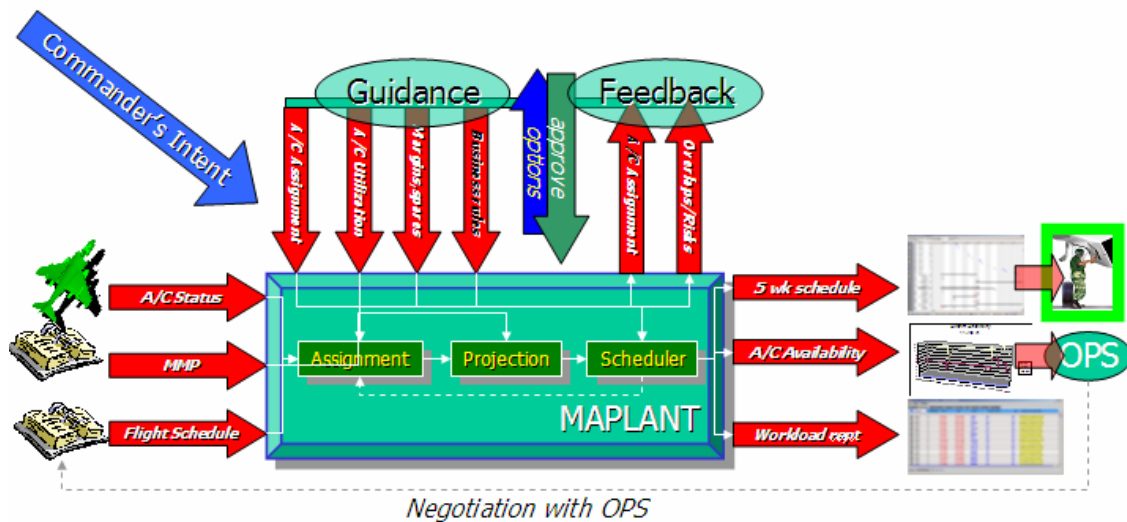 Commander's Intent
Guidance
Feedback
A/C Assignment
A/C Utilization
Margins,spares
Business rules
options
approve
A/C Assignment
Overlaps/Risks
A/C Status
MMP
Flight Schedule
Assignment
Projection
Scheduler
MAPLANT
5 wk schedule
A/C Availability
Workload rept
OPS
Negotiation with OPS